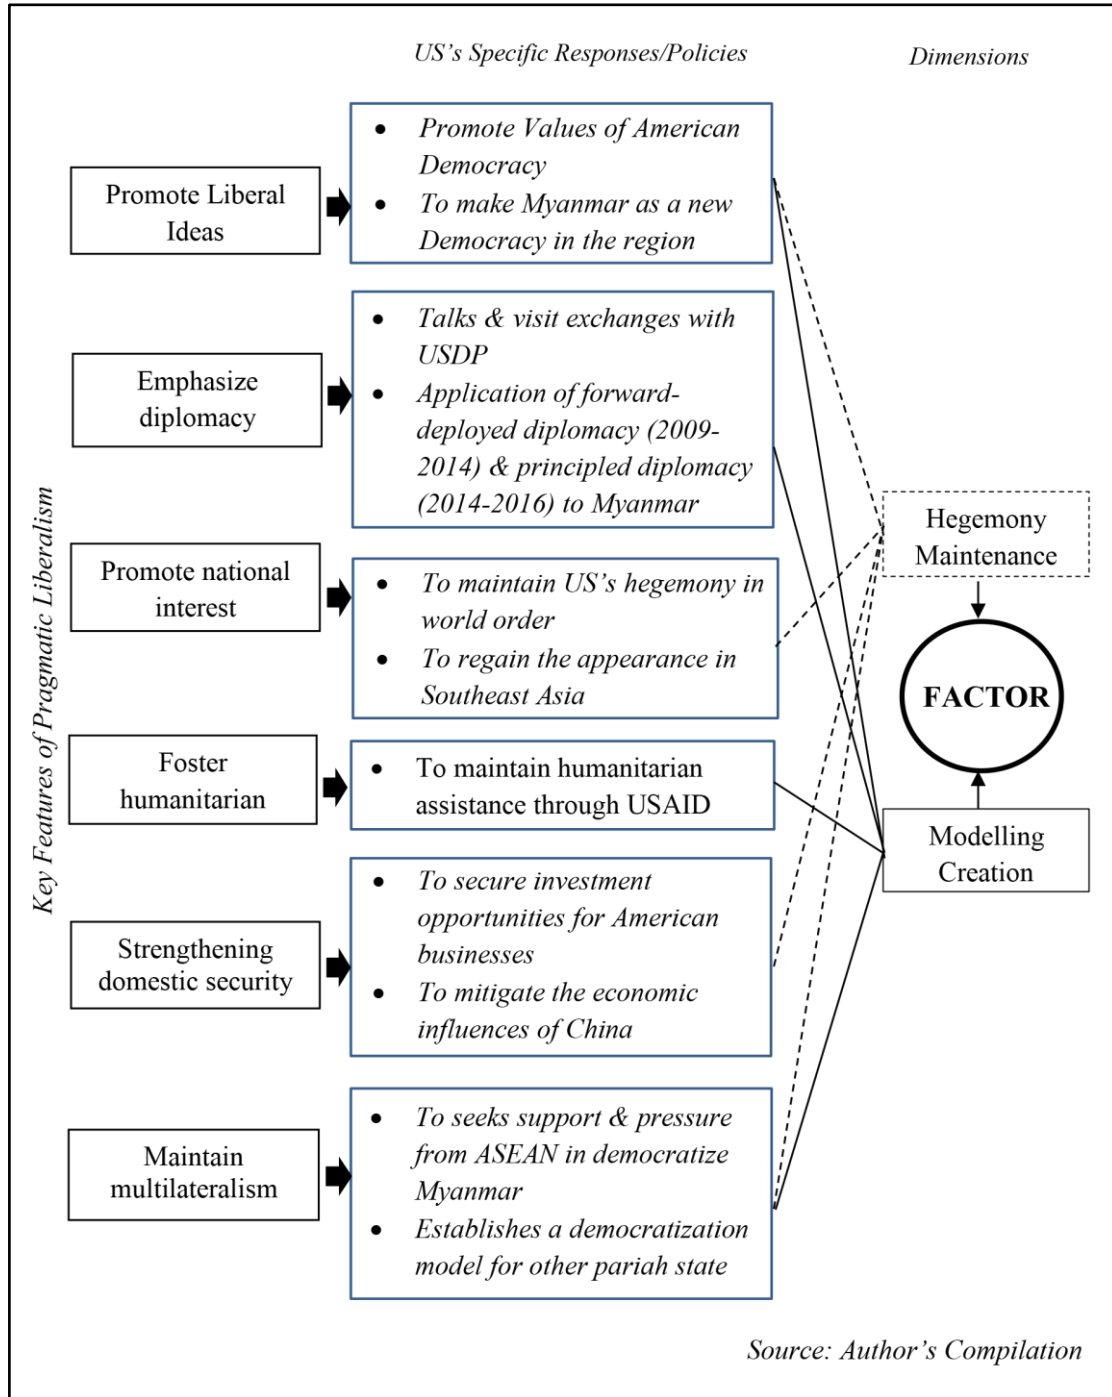 US's Specific Responses/Policies
Dimensions
Key Features of Pragmatic Liberalism
Promote Liberal
Ideas
• Promote Values of American
Democracy
• To make Myanmar as a new
Democracy in the region
Emphasize
diplomacy
• Talks & visit exchanges with
USDP
• Application of forward-
deployed diplomacy (2009-
2014) & principled diplomacy
(2014-2016) to Myanmar
Promote national
interest
• To maintain US's hegemony in
world order
• To regain the appearance in
Southeast Asia
Foster
humanitarian
• To maintain humanitarian
assistance through USAID
Strengthening
domestic security
• To secure investment
opportunities for American
businesses
• To mitigate the economic
influences of China
Maintain
multilateralism
• To seeks support & pressure
from ASEAN in democratize
Myanmar
• Establishes a democratization
model for other pariah state
Hegemony
Maintenance
FACTOR
Modelling
Creation
Source: Author's Compilation